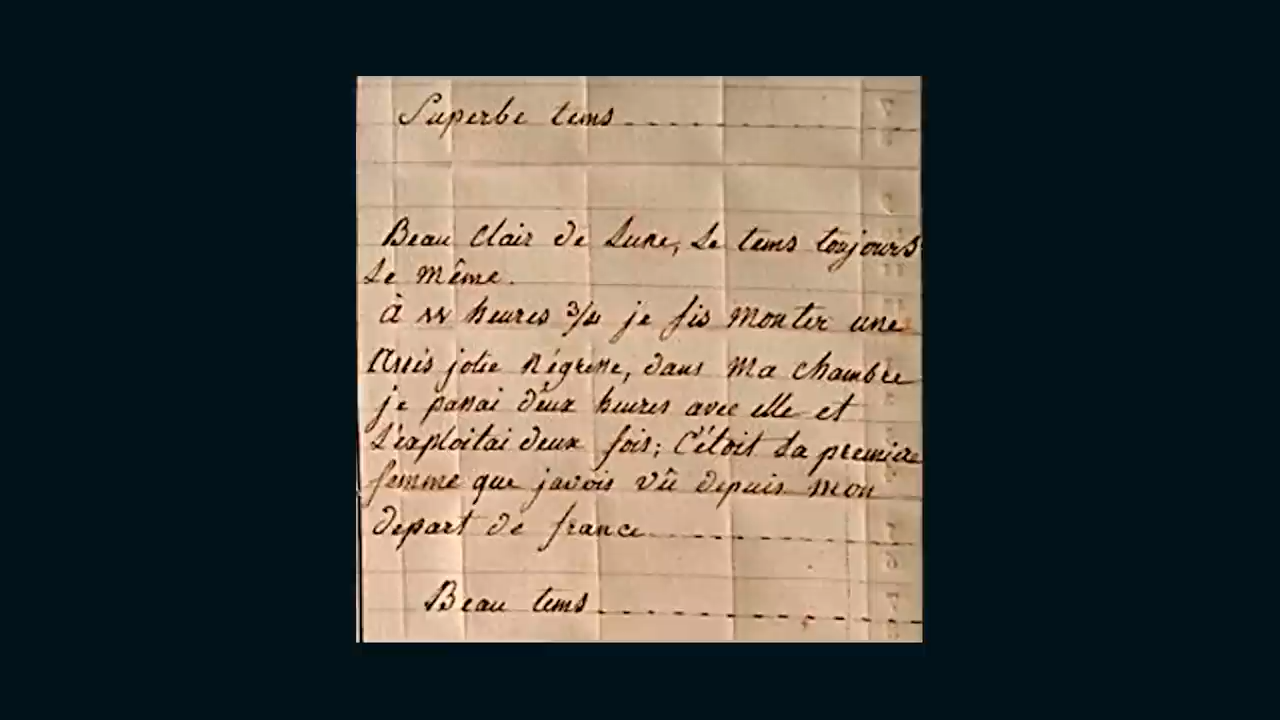 Superbe tems
Beau Clair de Lune, Le tems toujours
Le même.
à 11 heures 3/4 je fis monter une
assés jolie négresse, dans ma chambre
je passai deux heures avec elle et
L'exploitai deux fois; C'étoit La premiere
femme que javois vû depuis mon
depart de france
Beau tems